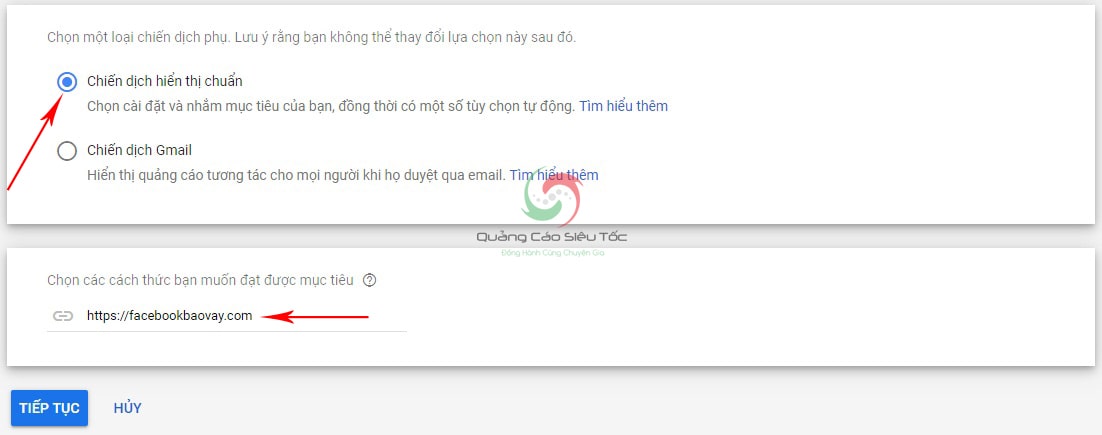 Chọn một loại chiến dịch phụ. Lưu ý rằng bạn không thể thay đổi lựa chọn này sau đó.
Chiến dịch hiển thị chuẩn
Chọn cài đặt và nhắm mục tiêu của bạn, đồng thời có một số tùy chọn tự động. Tìm hiểu thêm
Chiến dịch Gmail
Hiển thị quảng cáo tương tác cho mọi người khi họ duyệt qua email. Tìm hiểu thêm
Quảng Cáo Siêu Tốc
Đồng Hành Cùng Chuyên Gia
Chọn các cách thức bạn muốn đạt được mục tiêu
https://facebookbaovay.com
TIẾP TỤC HỦY